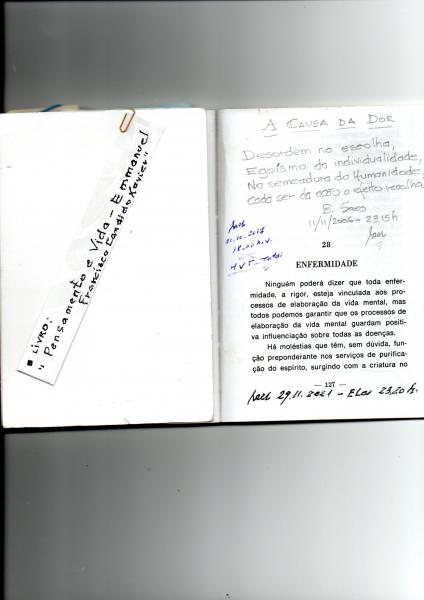 ■ LIVRO:
"Pensamento e Vida - Emmanuel
Francisco Candido Xavier"
A CAUSA DA DOR
Desordem na escolha,
Egoísmo da individualidade,
Na semeadura da Humanidade,
Cada ser da ação o efeito recolha.
11/11/2006 - 2315h
28
ENFERMIDADE
Ninguém poderá dizer que toda enfer-
midade, a rigor, esteja vinculada aos pro-
cessos de elaboração da vida mental, mas
todos podemos garantir que os processos de
elaboração da vida mental guardam positi-
va influenciação sobre todas as doenças.
Há moléstias que têm, sem dúvida, fun-
ção preponderante nos serviços de purifica-
ção do espírito, surgindo com a criatura no
— 127 —
29.11.2021 - 23,20 h.